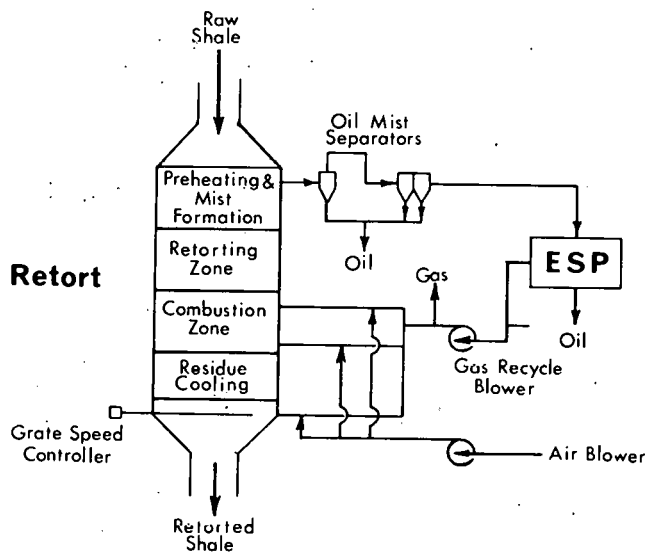 Raw
Shale
Oil Mist
Separators
Preheating &
Mist
Formation
Retorting
Zone
Oil
ESP
Retort
Gas
Combustion
Zone
Oil
Gas Recycle
Blower
Residue
Cooling
Grate Speed
Controller
Air Blower
Retorted
Shale